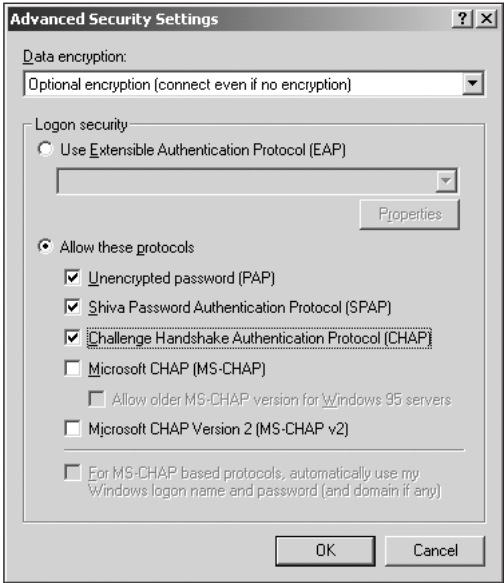 Advanced Security Settings
Data encryption:
Optional encryption (connect even if no encryption)
Logon security
Use Extensible Authentication Protocol (EAP)
Properties
Allow these protocols
Unencrypted password (PAP)
Shiva Password Authentication Protocol (SPAP)
Challenge Handshake Authentication Protocol (CHAP)
Microsoft CHAP (MS-CHAP)
Allow older MS-CHAP version for Windows 95 servers
Microsoft CHAP Version 2 (MS-CHAP v2)
For MS-CHAP based protocols, automatically use my
Windows logon name and password (and domain if any)
OK Cancel